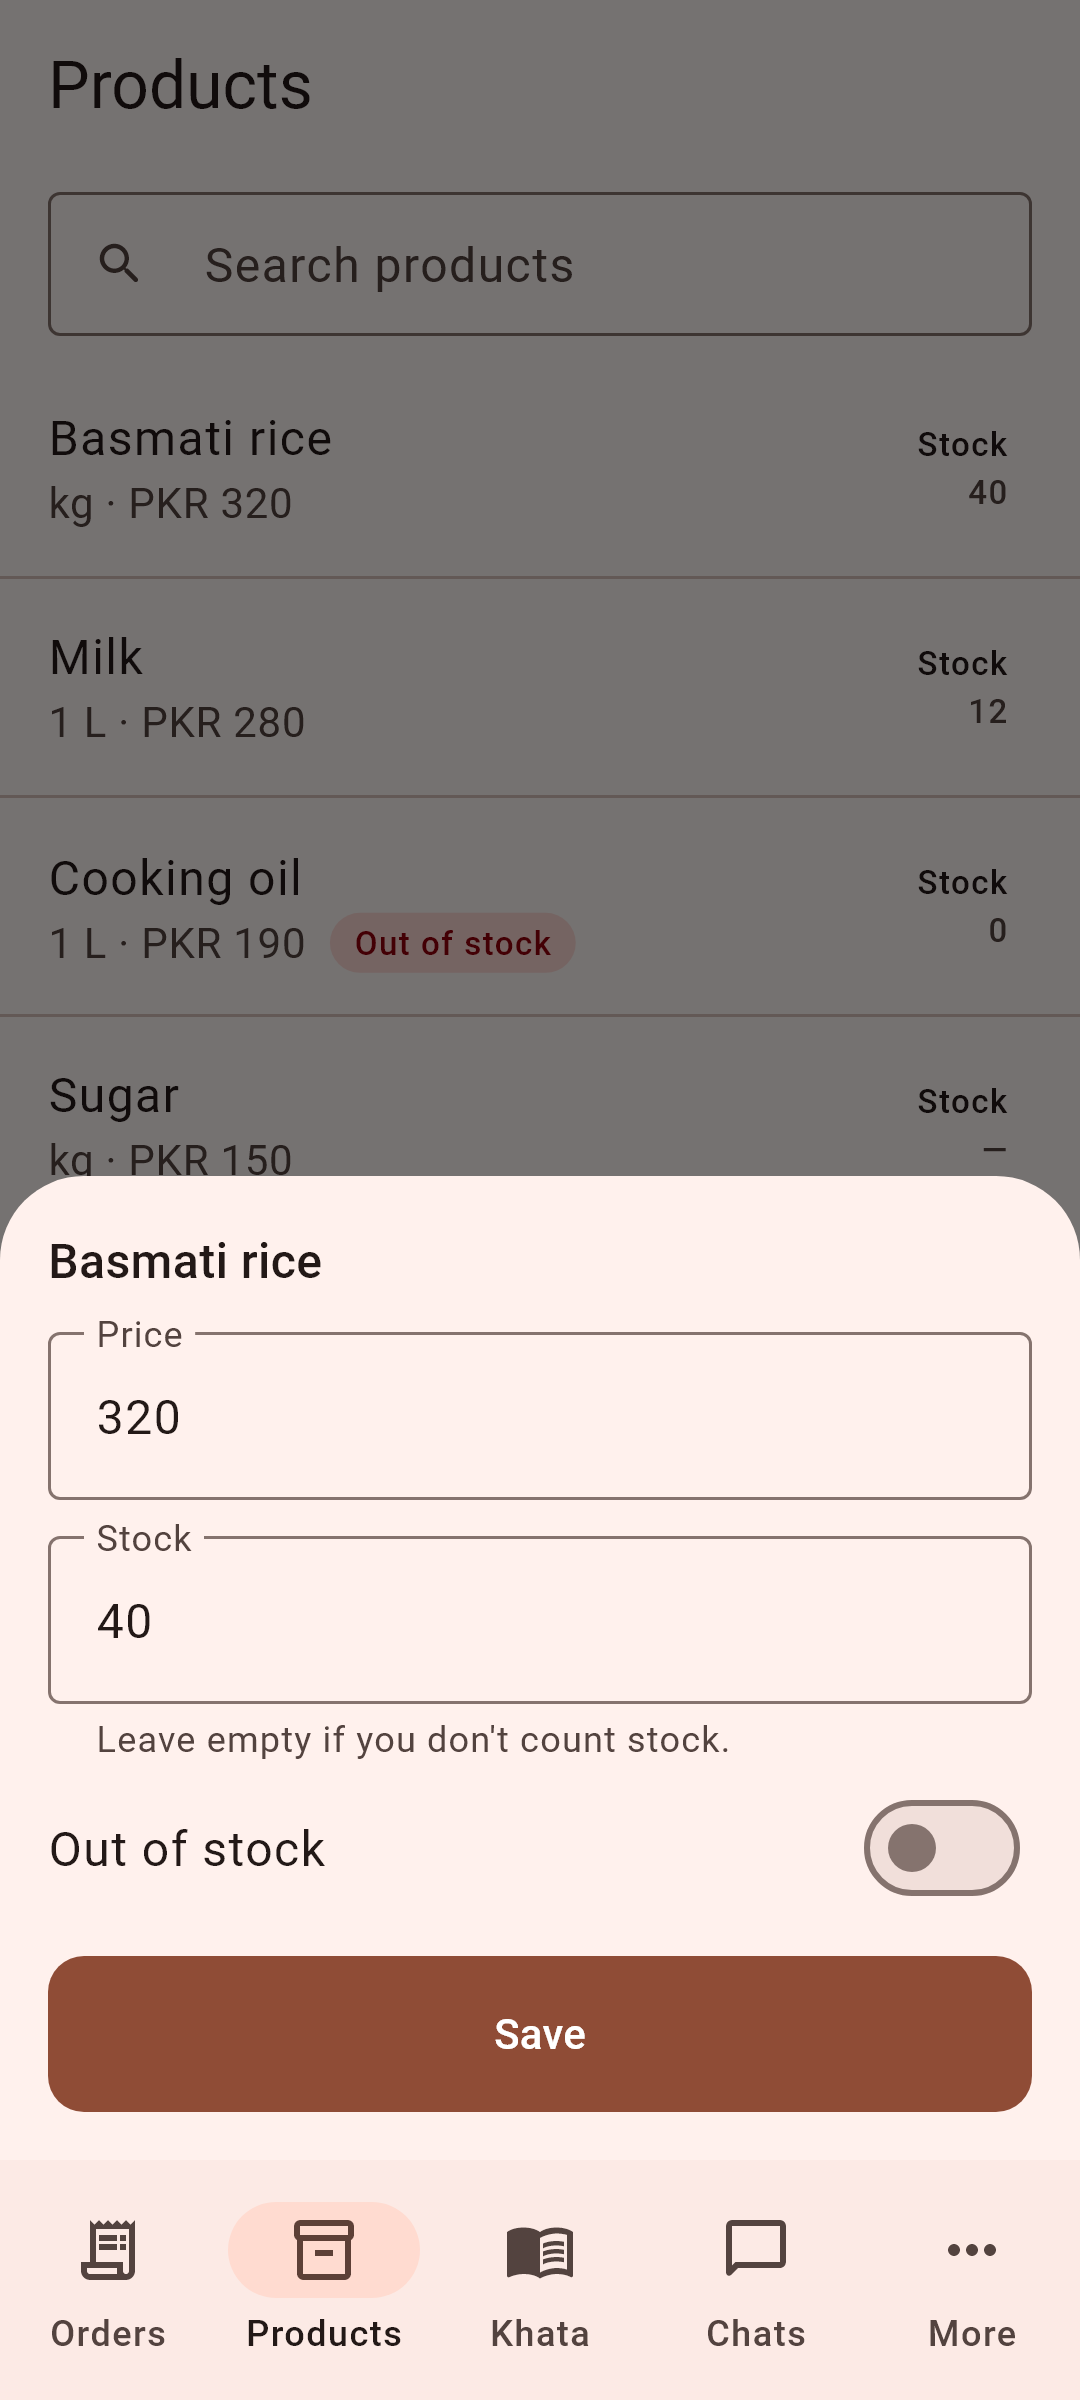 Products
Search products
Basmati rice
Stock
kg · PKR 320
40
Milk
Stock
1 L · PKR 280
12
Cooking oil
Stock
1 L · PKR 190
Out of stock
0
Sugar
Stock
kg · PKR 150
–
Basmati rice
Price
320
Stock
40
Leave empty if you don't count stock.
Out of stock
Save
Orders
Products
Khata
Chats
More